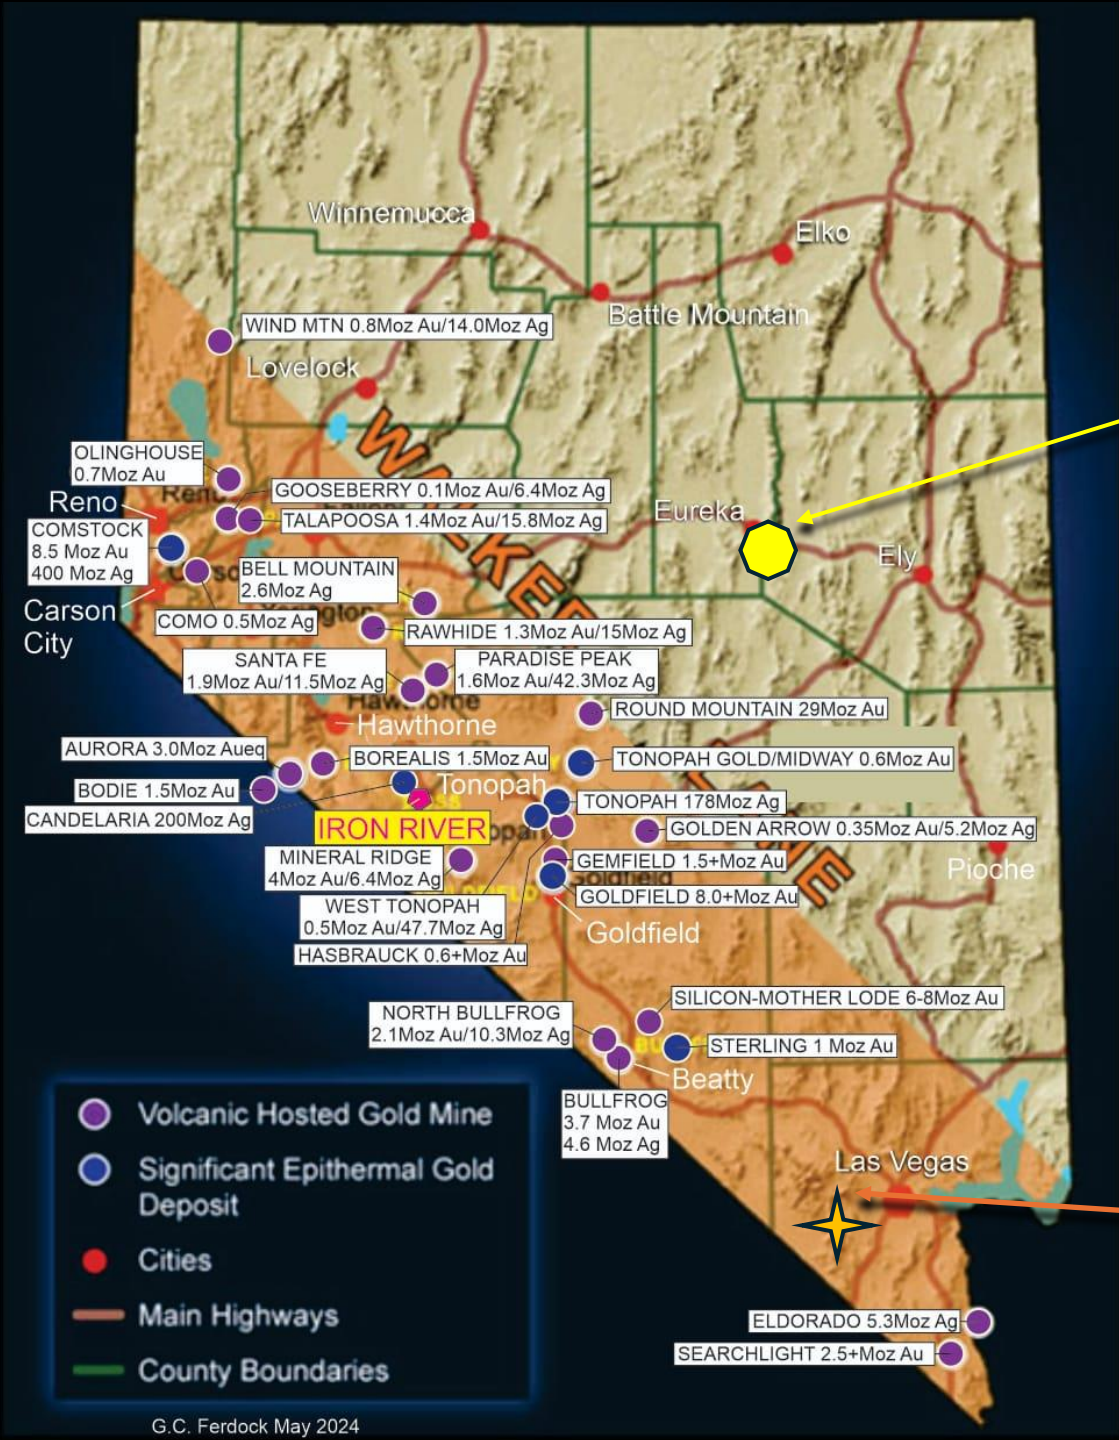 Winnemucca
Elko
Battle Mountain
WIND MTN 0.8Moz Au/14.0Moz Ag
Lovelock
WALKER
LINE
OLINGHOUSE
0.7Moz Au
Reno
GOOSEBERRY 0.1Moz Au/6.4Moz Ag
Reno
TALAPOOSA 1.4Moz Au/15.8Moz Ag
Eureka
COMSTOCK
8.5 Moz Au
400 Moz Ag
Ely
BELL MOUNTAIN
2.6Moz Ag
Carson
City
COMO 0.5Moz Ag
RAWHIDE 1.3Moz Au/15Moz Ag
SANTA FE
1.9Moz Au/11.5Moz Ag
PARADISE PEAK
1.6Moz Au/42.3Moz Ag
Hawthorne
ROUND MOUNTAIN 29Moz Au
Hawthorne
AURORA 3.0Moz Aueq
BOREALIS 1.5Moz Au
TONOPAH GOLD/MIDWAY 0.6Moz Au
BODIE 1.5Moz Au
Tonopah
TONOPAH 178Moz Ag
CANDELARIA 200Moz Ag
IRON RIVER
GOLDEN ARROW 0.35Moz Au/5.2Moz Ag
MINERAL RIDGE
4Moz Au/6.4Moz Ag
GEMFIELD 1.5+Moz Au
Pioche
Goldfield
GOLDFIELD 8.0+Moz Au
WEST TONOPAH
0.5Moz Au/47.7Moz Ag
Goldfield
HASBRAUCK 0.6+Moz Au
SILICON-MOTHER LODE 6-8Moz Au
NORTH BULLFROG
2.1Moz Au/10.3Moz Ag
STERLING 1 Moz Au
Beatty
BULLFROG
3.7 Moz Au
4.6 Moz Ag
Las Vegas
ELDORADO 5.3Moz Ag
SEARCHLIGHT 2.5+Moz Au
Volcanic Hosted Gold Mine
Significant Epithermal Gold
Deposit
Cities
Main Highways
County Boundaries
G.C. Ferdock May 2024